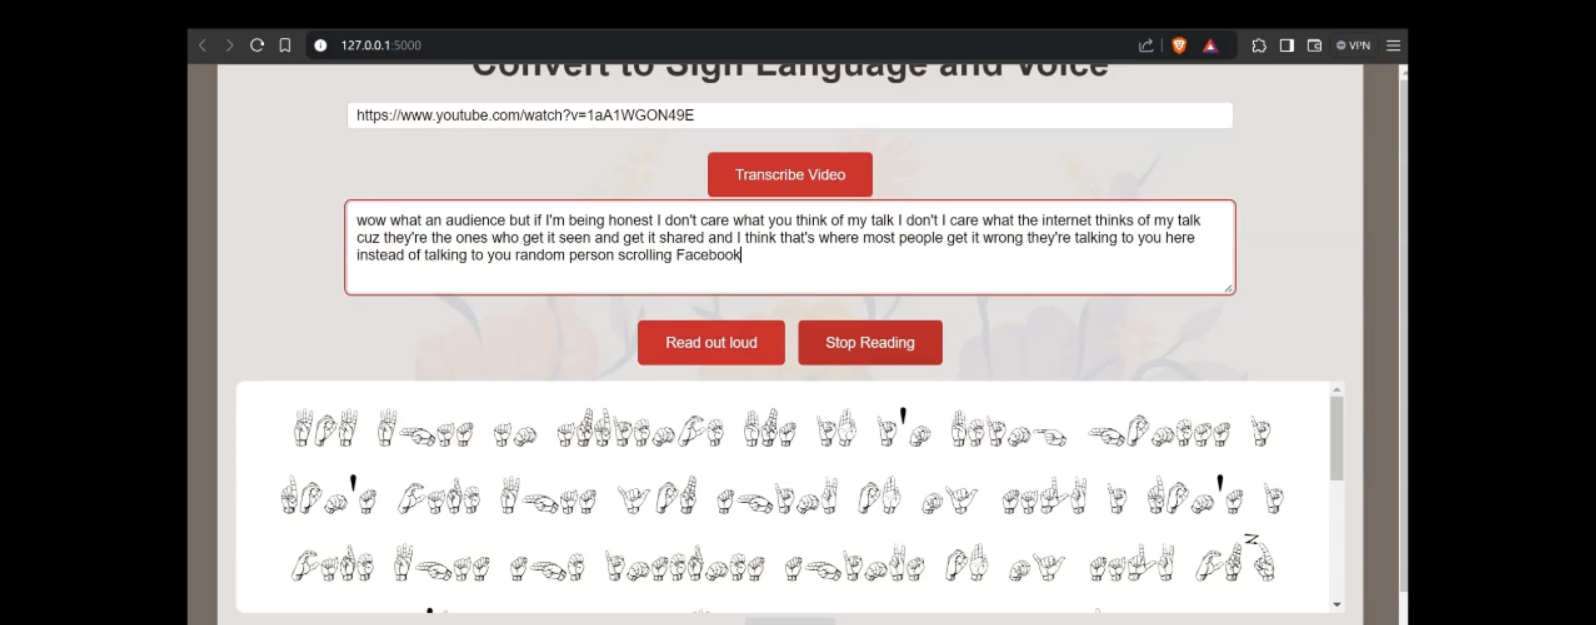 127.0.0.1:5000
VPN
Convert to Sign Language and Voice
https://www.youtube.com/watch?v=1aA1WGON49E
Transcribe Video
wow what an audience but if I'm being honest I don't care what you think of my talk I don't I care what the internet thinks of my talk
cuz they're the ones who get it seen and get it shared and I think that's where most people get it wrong they're talking to you here
instead of talking to you random person scrolling Facebook
Read out loud
Stop Reading